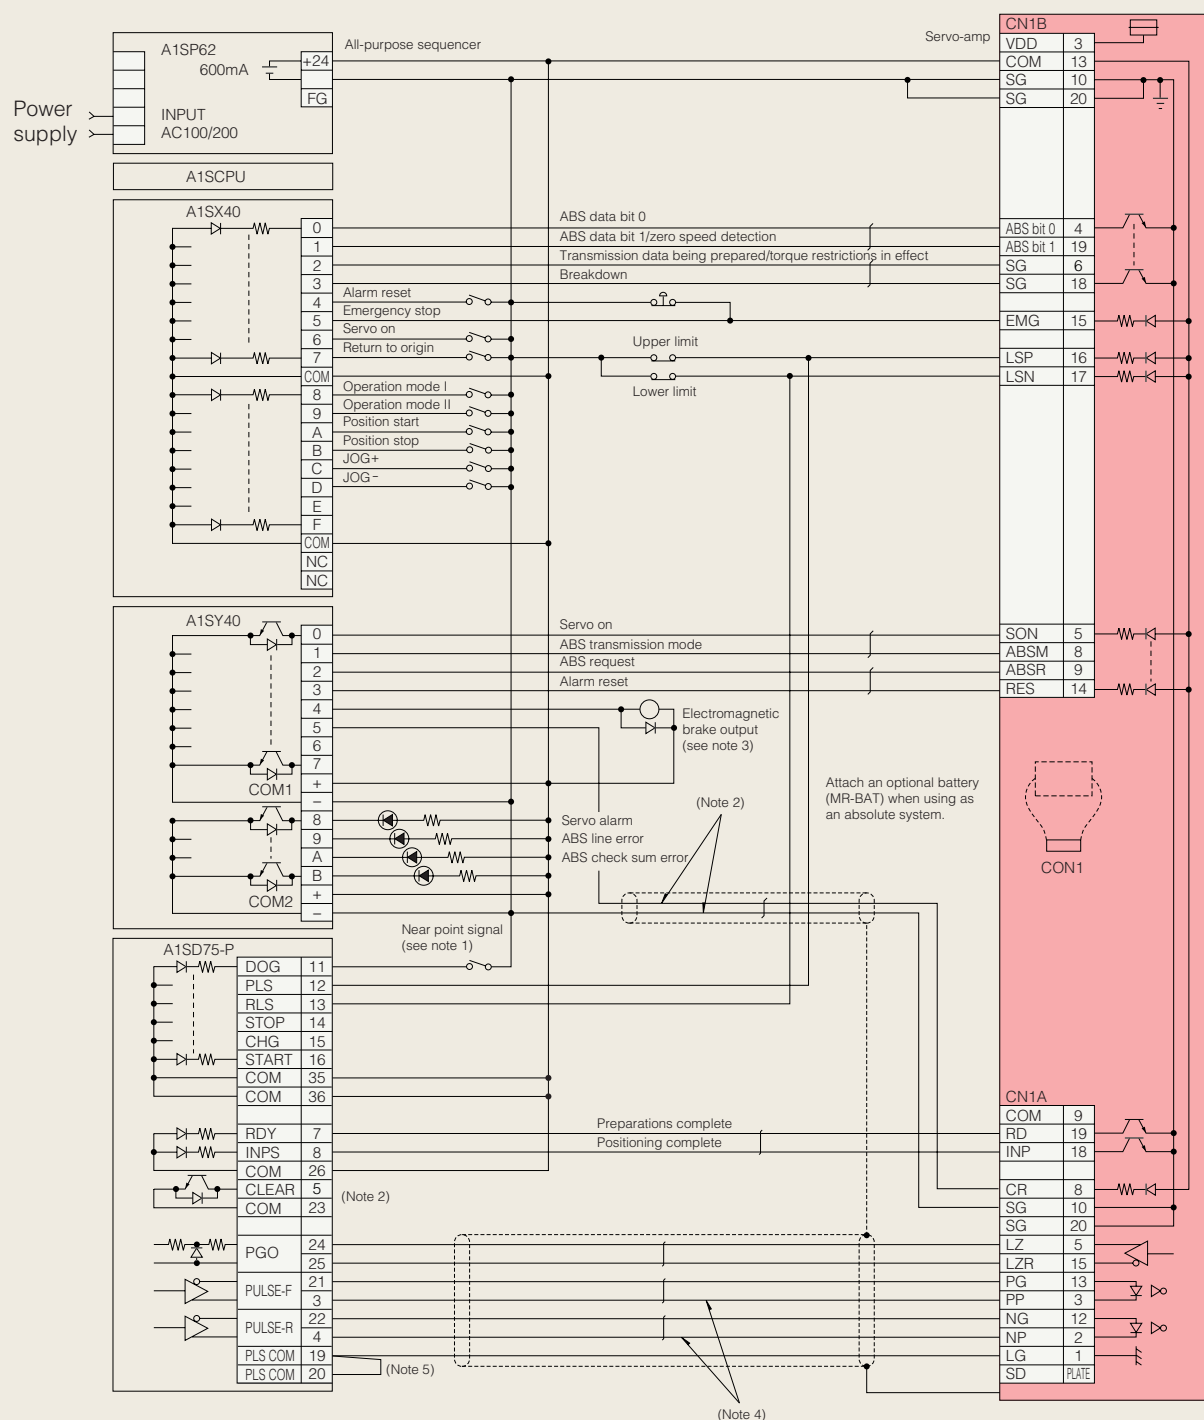 CN1B
A1SP62
600mA
+24
All-purpose sequencer
FG
Power
supply
INPUT
AC100/200
Servo-amp
VDD 3
COM 13
SG 10
SG 20
A1SCPU
A1SX40
0
1
2
3
4
5
6
7
COM
8
9
A
B
C
D
E
F
COM
NC
NC
ABS data bit 0
ABS data bit 1/zero speed detection
Transmission data being prepared/torque restrictions in effect
Breakdown
Alarm reset
Emergency stop
Servo on
Return to origin
Operation mode I
Operation mode II
Position start
Position stop
JOG+
JOG-
Upper limit
Lower limit
ABS bit 0 4
ABS bit 1 19
SG 6
SG 18
EMG 15
LSP 16
LSN 17
A1SY40
0
1
2
3
4
5
6
7
+
−
8
9
A
B
+
−
COM1
COM2
Servo on
ABS transmission mode
ABS request
Alarm reset
Electromagnetic
brake output
(see note 3)
Servo alarm
ABS line error
ABS check sum error
(Note 2)
SON 5
ABSM 8
ABSR 9
RES 14
Attach an optional battery
(MR-BAT) when using as
an absolute system.
CON1
Near point signal
(see note 1)
A1SD75-P
DOG 11
PLS 12
RLS 13
STOP 14
CHG 15
START 16
COM 35
COM 36
RDY 7
INPS 8
COM 26
CLEAR 5
COM 23
(Note 2)
PGO 24
25
PULSE-F 21
3
PULSE-R 22
4
PLS COM 19
PLS COM 20
(Note 5)
Preparations complete
Positioning complete
(Note 4)
CN1A
COM 9
RD 19
INP 18
CR 8
SG 10
SG 20
LZ 5
LZR 15
PG 13
PP 3
NG 12
NP 2
LG 1
SD PLATE